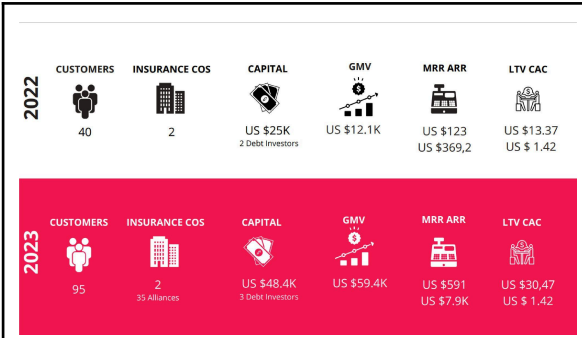 2022
CUSTOMERS
40
INSURANCE COS
2
CAPITAL
US $25K
2 Debt Investors
GMV
US $12.1K
MRR ARR
US $123
US $369,2
LTV CAC
US $13.37
US $ 1.42
2023
CUSTOMERS
95
INSURANCE COS
2
35 Alliances
CAPITAL
US $48.4K
3 Debt Investors
GMV
US $59.4K
MRR ARR
US $591
US $7.9K
LTV CAC
US $30,47
US $ 1.42